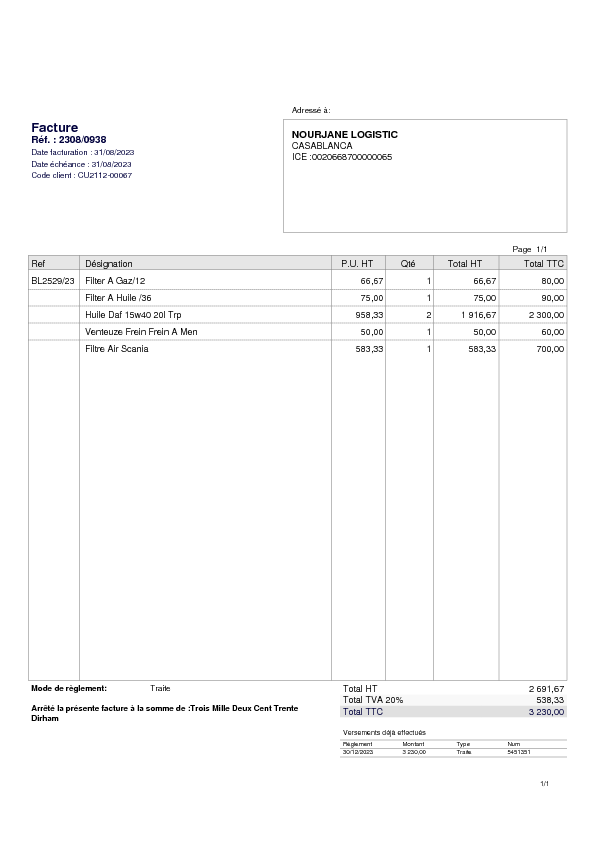 Adressé à:
Facture
Réf. : 2308/0938
Date facturation : 31/08/2023
Date échéance : 31/08/2023
Code client : CU2112-00067
NOURJANE LOGISTIC
CASABLANCA
ICE :0020668700000065
Page 1/1
Ref Désignation P.U. HT Qté Total HT Total TTC
BL2529/23 Filter A Gaz/12 66,67 1 66,67 80,00
Filter A Huile /36 75,00 1 75,00 90,00
Huile Daf 15w40 20l Trp 958,33 2 1 916,67 2 300,00
Venteuze Frein Frein A Men 50,00 1 50,00 60,00
Filtre Air Scania 583,33 1 583,33 700,00
Mode de règlement: Traite
Arrêté la présente facture à la somme de :Trois Mille Deux Cent Trente
Dirham
Total HT 2 691,67
Total TVA 20% 538,33
Total TTC 3 230,00
Versements déjà effectués
Règlement Montant Type Num
30/12/2023 3 230,00 Traite 5451351
1/1